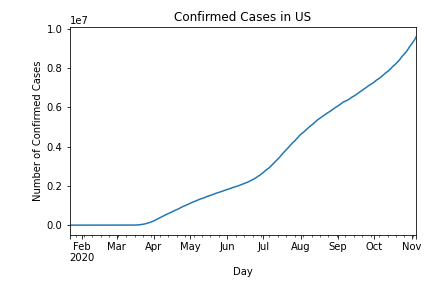 Confirmed Cases in US
1e7
1.0
0.8
0.6
0.4
0.2
0.0
Number of Confirmed Cases
Feb Mar Apr May Jun Jul Aug Sep Oct Nov
2020
Day